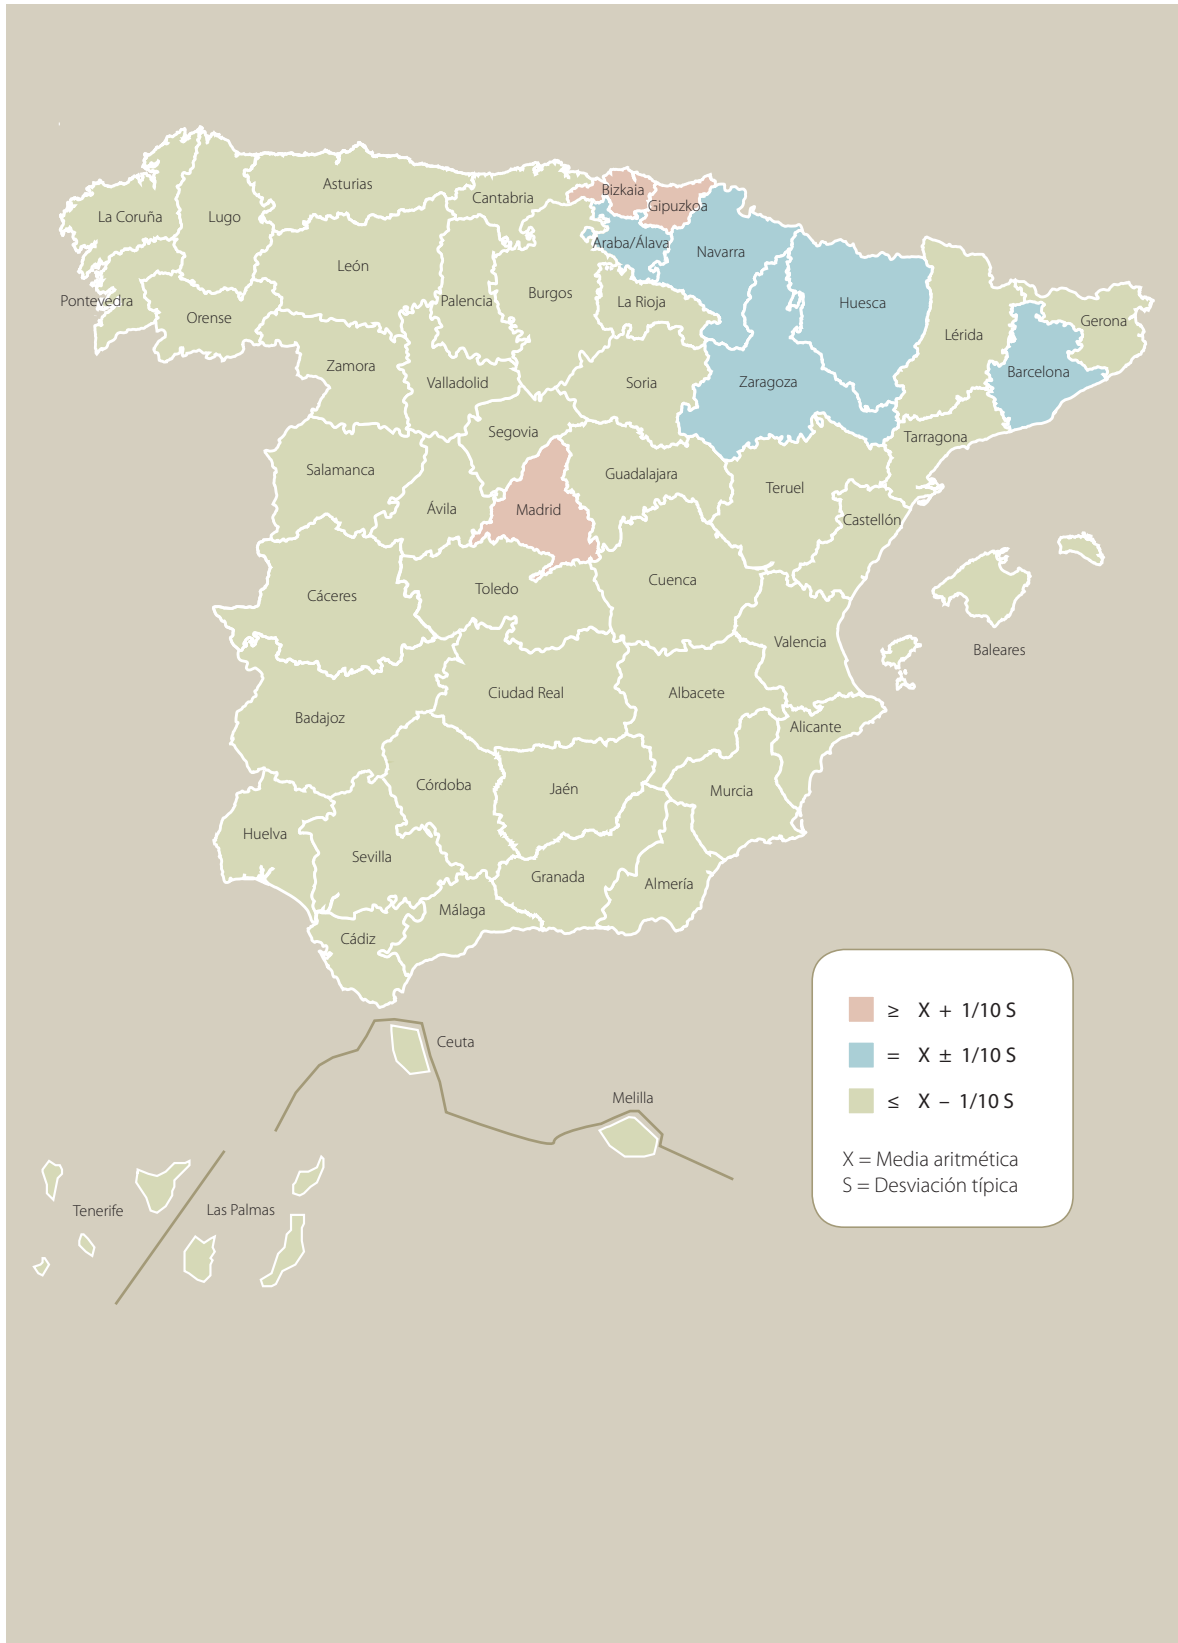 Asturias
Cantabria
Bizkaia
Gipuzkoa
La Coruña
Lugo
Araba/Álava
Navarra
León
Pontevedra
Palencia
Burgos
La Rioja
Huesca
Orense
Lérida
Gerona
Zamora
Valladolid
Soria
Zaragoza
Barcelona
Segovia
Tarragona
Salamanca
Guadalajara
Teruel
Ávila
Madrid
Castellón
Cáceres
Toledo
Cuenca
Valencia
Baleares
Ciudad Real
Albacete
Badajoz
Alicante
Córdoba
Jaén
Murcia
Huelva
Sevilla
Granada
Almería
Málaga
Cádiz
≥ X + 1/10 S
= X ± 1/10 S
≤ X – 1/10 S
X = Media aritmética
S = Desviación típica
Ceuta
Melilla
Tenerife
Las Palmas